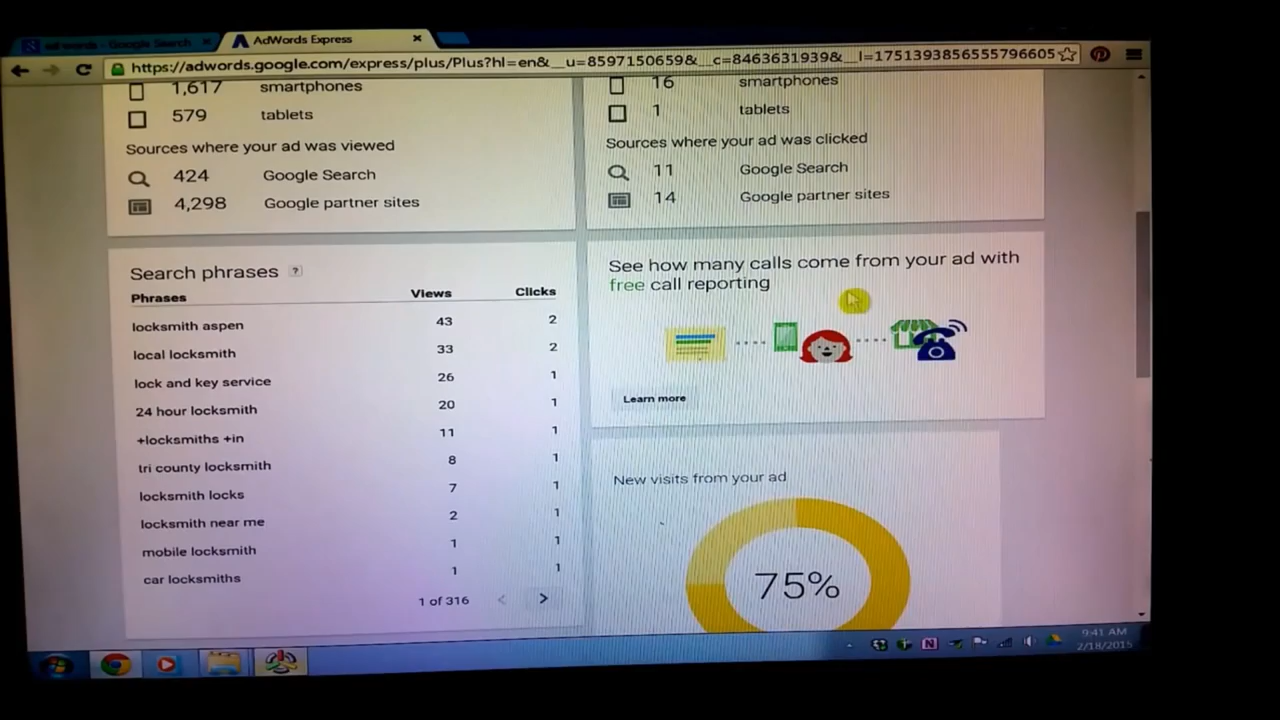 ad words - Google Search
AdWords Express
https://adwords.google.com/express/plus/Plus?hl=en&__u=8597150659&__c=8463631939&__l=1751393856555796605
1,617 smartphones
579 tablets
Sources where your ad was viewed
424 Google Search
4,298 Google partner sites
16 smartphones
1 tablets
Sources where your ad was clicked
11 Google Search
14 Google partner sites
Search phrases ?
Phrases Views Clicks
locksmith aspen 43 2
local locksmith 33 2
lock and key service 26 1
24 hour locksmith 20 1
+locksmiths +in 11 1
tri county locksmith 8 1
locksmith locks 7 1
locksmith near me 2 1
mobile locksmith 1 1
car locksmiths 1 1
1 of 316 < >
See how many calls come from your ad with
free call reporting
Learn more
New visits from your ad
75%
9:41 AM
2/18/2015